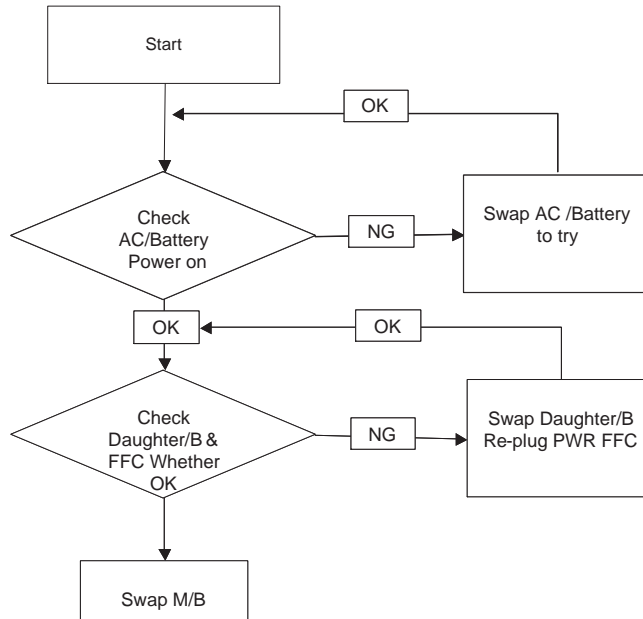 Start
OK
Check
AC/Battery
Power on
NG
Swap AC /Battery
to try
OK
OK
Check
Daughter/B &
FFC Whether
OK
NG
Swap Daughter/B
Re-plug PWR FFC
Swap M/B